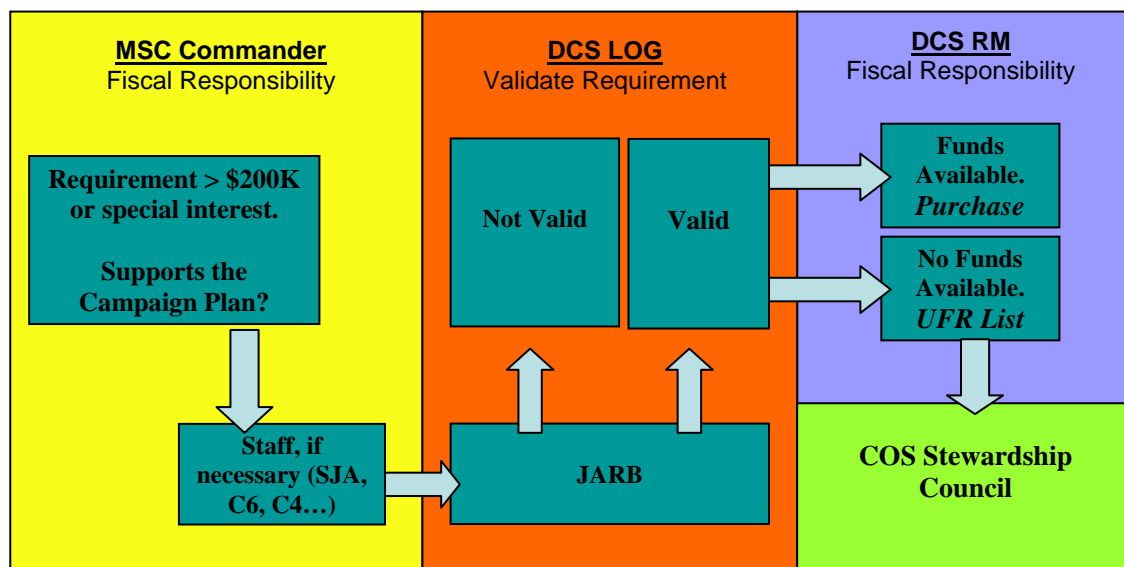 MSC Commander
Fiscal Responsibility
Requirement > $200K
or special interest.
Supports the
Campaign Plan?
Staff, if
necessary (SJA,
C6, C4…)
DCS LOG
Validate Requirement
Not Valid
Valid
JARB
DCS RM
Fiscal Responsibility
Funds
Available.
Purchase
No Funds
Available.
UFR List
COS Stewardship
Council